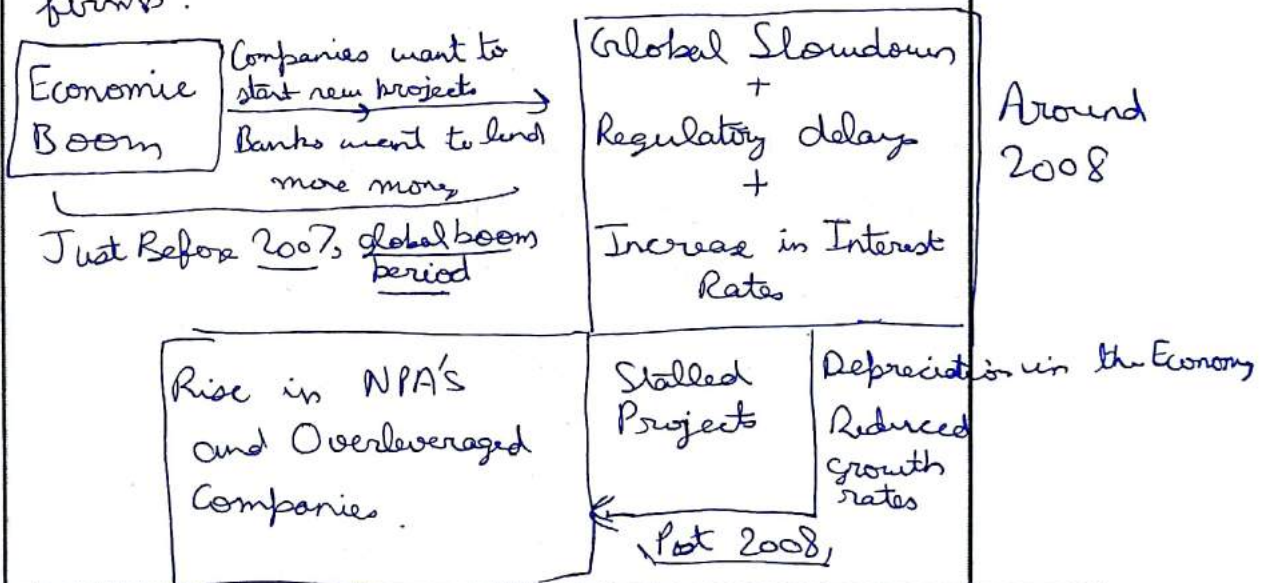 firms.
Economic
Boom
Companies want to
start new projects
Banks want to lend
more money
Just Before 2007, global boom
period
Global Slowdown
+
Regulatory delays
+
Increase in Interest
Rates
Around
2008
Rise in NPA's
and Overleveraged
Companies.
Stalled
Projects
Depreciation in the Economy
Reduced
growth
rates
Post 2008,